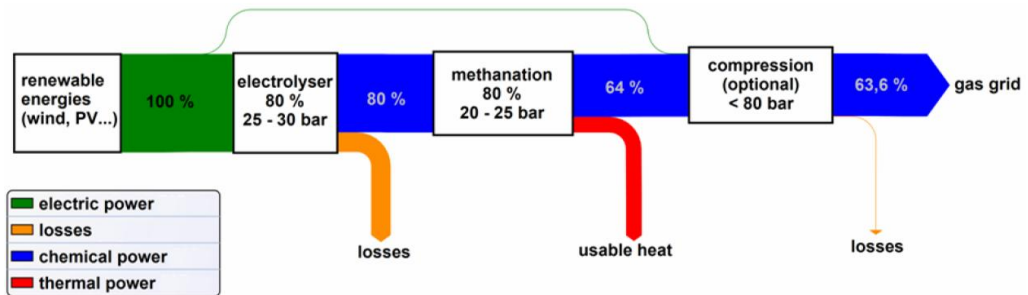 renewable
energies
(wind, PV...)
100 %
electrolyser
80 %
25 - 30 bar
80 %
methanation
80 %
20 - 25 bar
64 %
compression
(optional)
< 80 bar
63,6 %
gas grid
losses
usable heat
losses
electric power
losses
chemical power
thermal power